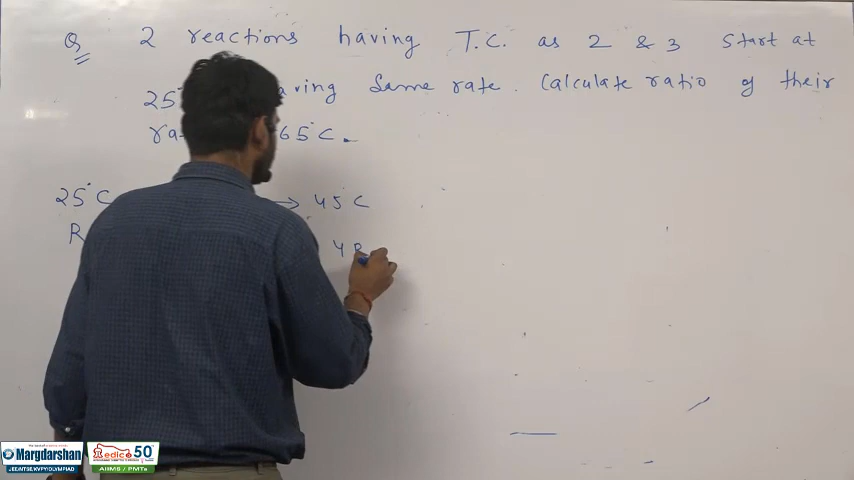 Q 2 reactions having T.C. as 2 & 3 start at
25° aving Same rate. Calculate ratio of their
ra 65°C.
25°C → 45°C
R 4R
Margdarshan
JEE/NTSE/KVPY/OLYMPIAD
Medico 50
AIIMS / PMTs